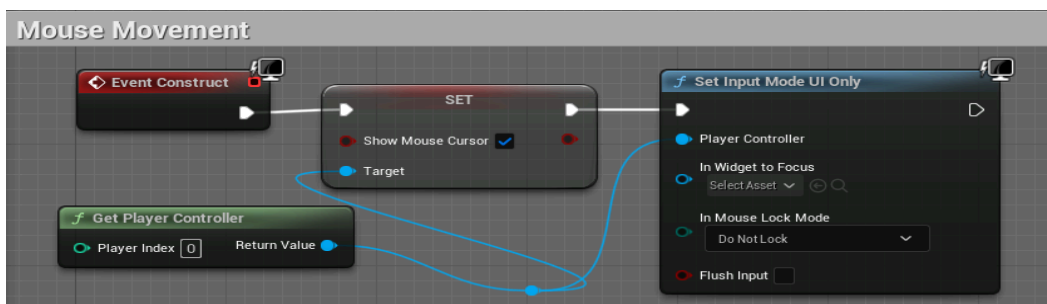 Mouse Movement
Event Construct
SET
Show Mouse Cursor
Target
f Set Input Mode UI Only
Player Controller
In Widget to Focus
Select Asset
In Mouse Lock Mode
Do Not Lock
Flush Input
f Get Player Controller
Player Index 0 Return Value